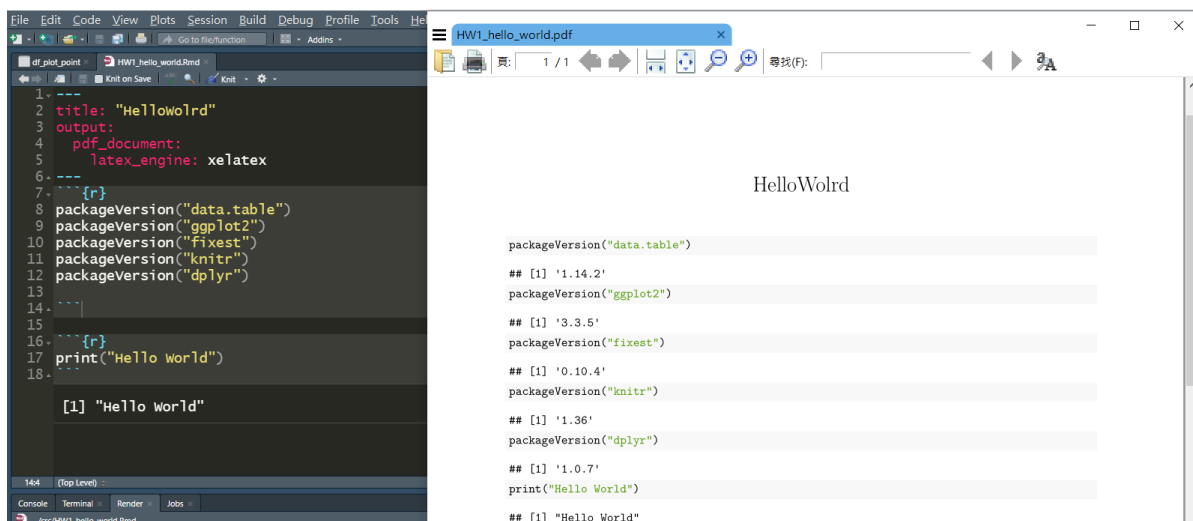 File Edit Code View Plots Session Build Debug Profile Tools Hel
Go to file/function Addins
df_plot_point HW1_hello_world.Rmd
Knit on Save Knit
1 ---
2 title: "HelloWolrd"
3 output:
4 pdf_document:
5 latex_engine: xelatex
6 ---
7 ```{r}
8 packageVersion("data.table")
9 packageVersion("ggplot2")
10 packageVersion("fixest")
11 packageVersion("knitr")
12 packageVersion("dplyr")
13
14 ```
15
16 ```{r}
17 print("Hello World")
18 ```
[1] "Hello World"
14:4 (Top Level)
Console Terminal Render Jobs
HW1_hello_world.pdf
頁: 1 / 1 尋找(F):
HelloWolrd
packageVersion("data.table")
## [1] '1.14.2'
packageVersion("ggplot2")
## [1] '3.3.5'
packageVersion("fixest")
## [1] '0.10.4'
packageVersion("knitr")
## [1] '1.36'
packageVersion("dplyr")
## [1] '1.0.7'
print("Hello World")
## [1] "Hello World"